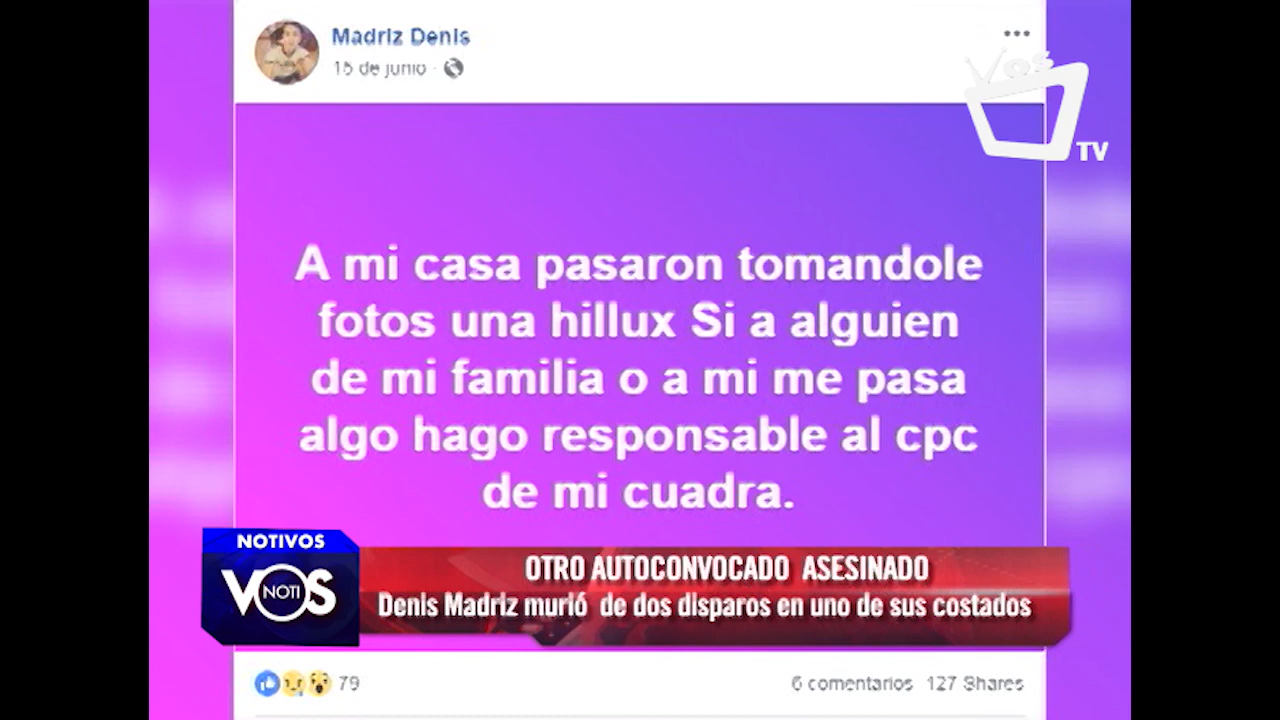 Madriz Denis
15 de junio ·
Vos
TV
A mi casa pasaron tomandole
fotos una hillux Si a alguien
de mi familia o a mi me pasa
algo hago responsable al cpc
de mi cuadra.
NOTIVOS
VOS
NOTI
OTRO AUTOCONVOCADO ASESINADO
Denis Madriz murió de dos disparos en uno de sus costados
79
6 comentarios 127 Shares